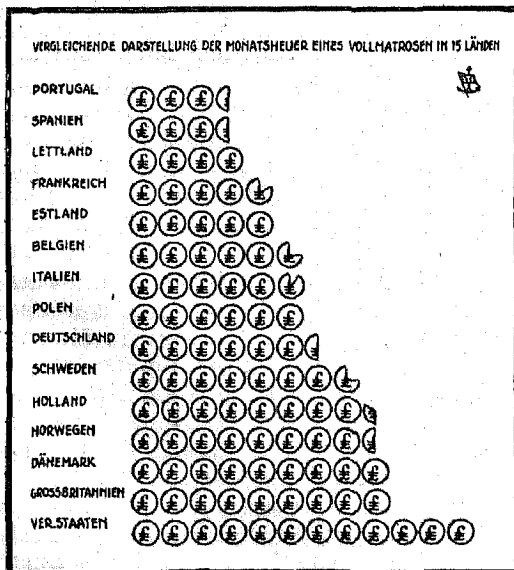 VERGLEICHENDE DARSTELLUNG DER MONATSHEUER EINES VOLLMATROSEN IN 15 LÄNDEN
PORTUGAL
SPANIEN
LETTLAND
FRANKREICH
ESTLAND
BELGIEN
ITALIEN
POLEN
DEUTSCHLAND
SCHWEDEN
HOLLAND
NORWEGEN
DÄNEMARK
GROSSBRITANNIEN
VER.STAATEN